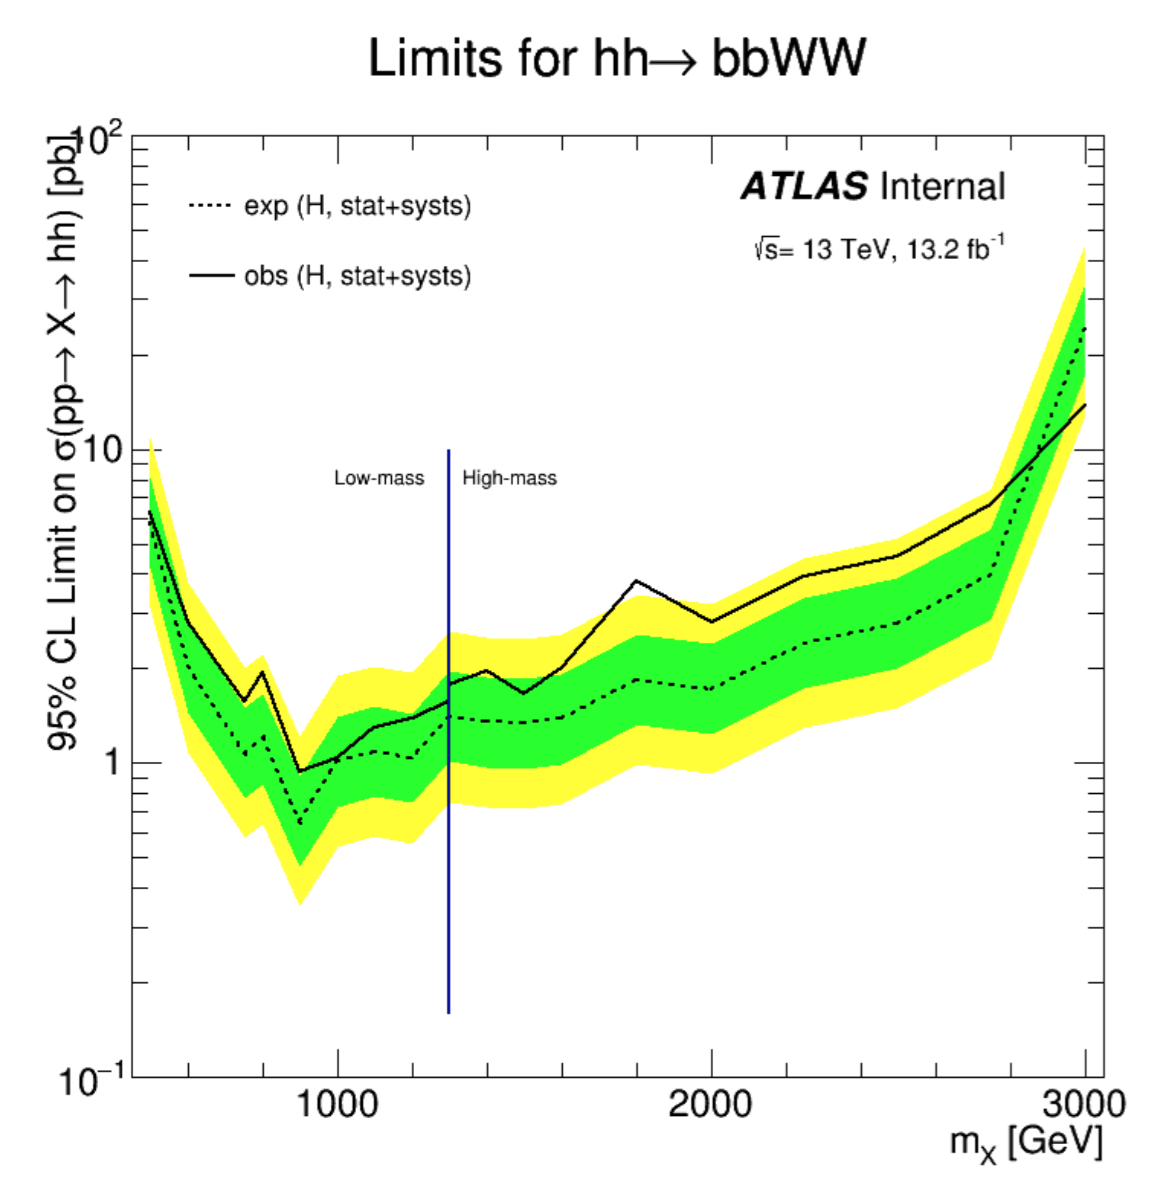 Limits for hh→ bbWW
95% CL Limit on σ(pp→ X→ hh) [pb]
10²
10
1
10⁻¹
exp (H, stat+systs)
obs (H, stat+systs)
ATLAS Internal
√s= 13 TeV, 13.2 fb⁻¹
Low-mass
High-mass
1000
2000
3000
mX [GeV]